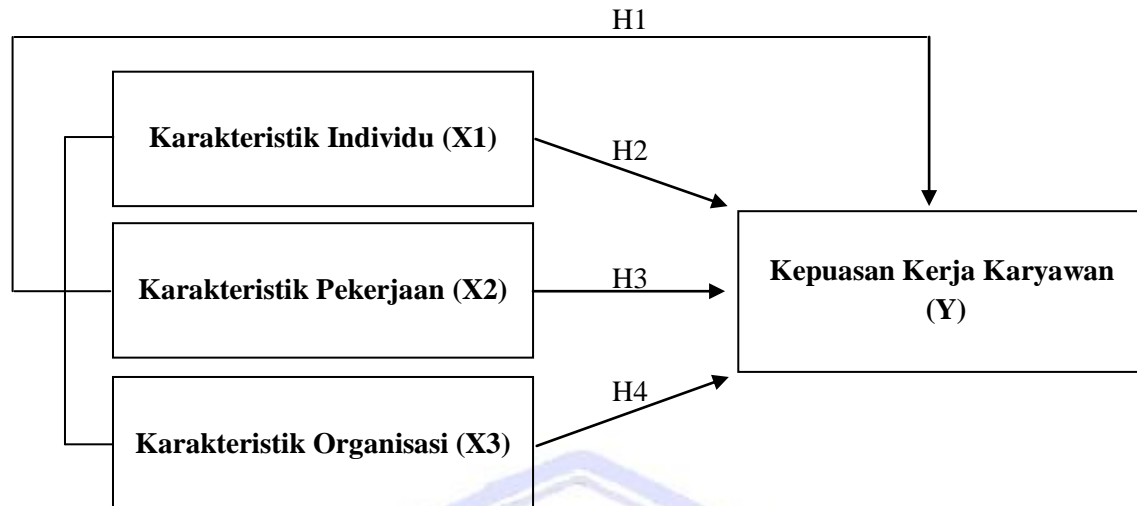 H1
Karakteristik Individu (X1)
H2
Karakteristik Pekerjaan (X2)
H3
Kepuasan Kerja Karyawan
(Y)
H4
Karakteristik Organisasi (X3)